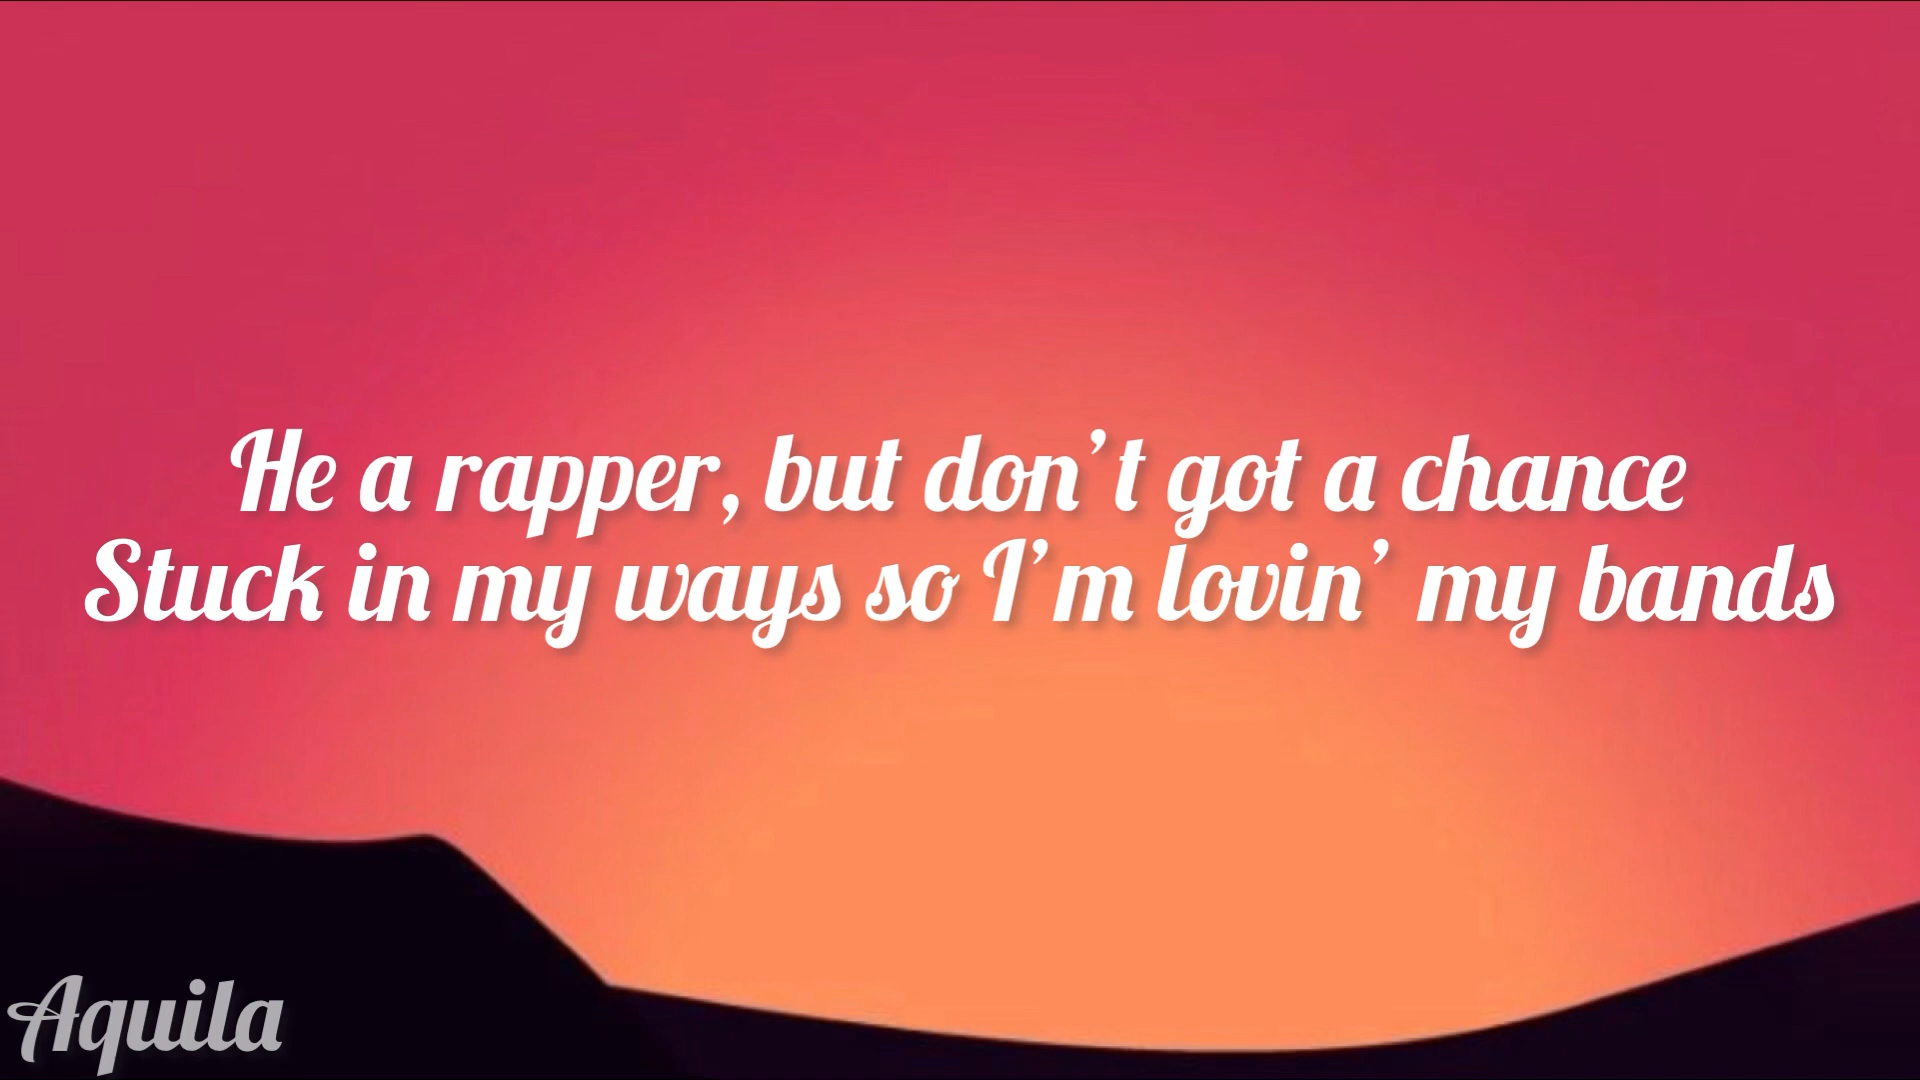 He a rapper, but don't got a chance
Stuck in my ways so I'm lovin' my bands
Aquila